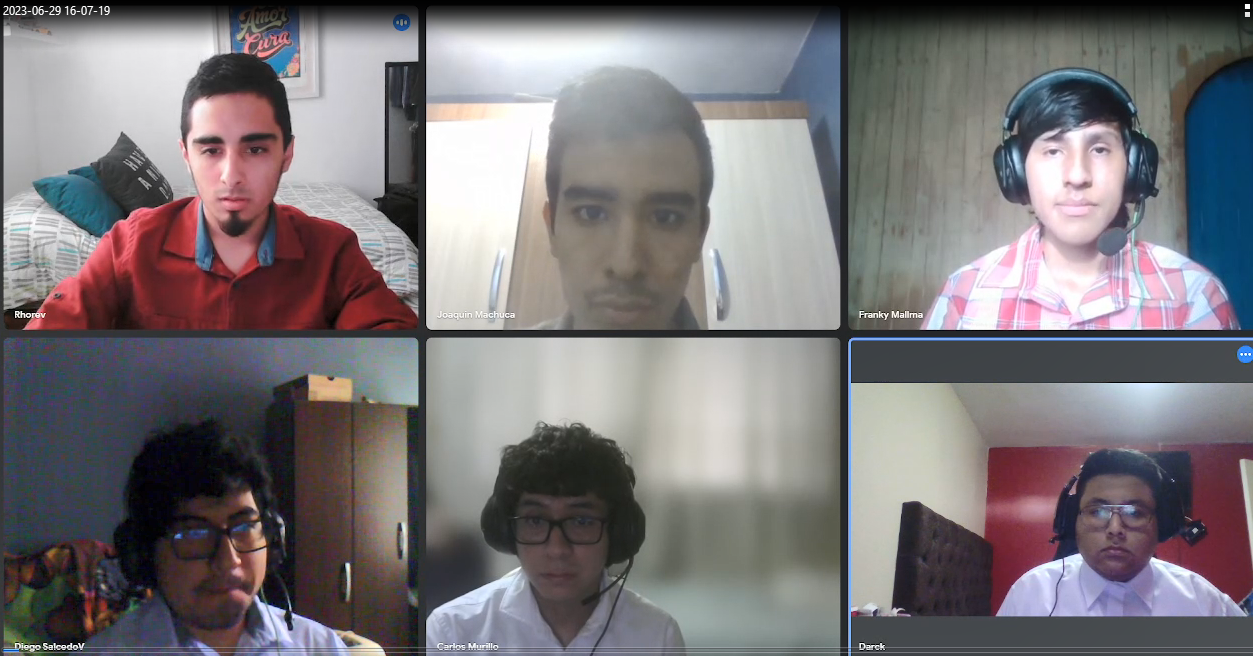 2023-06-29 16-07-19
Amor
Cura
Rhorev
Joaquin Machuca
Franky Mallma
Diego SalcedoV
Carlos Murillo
Darck